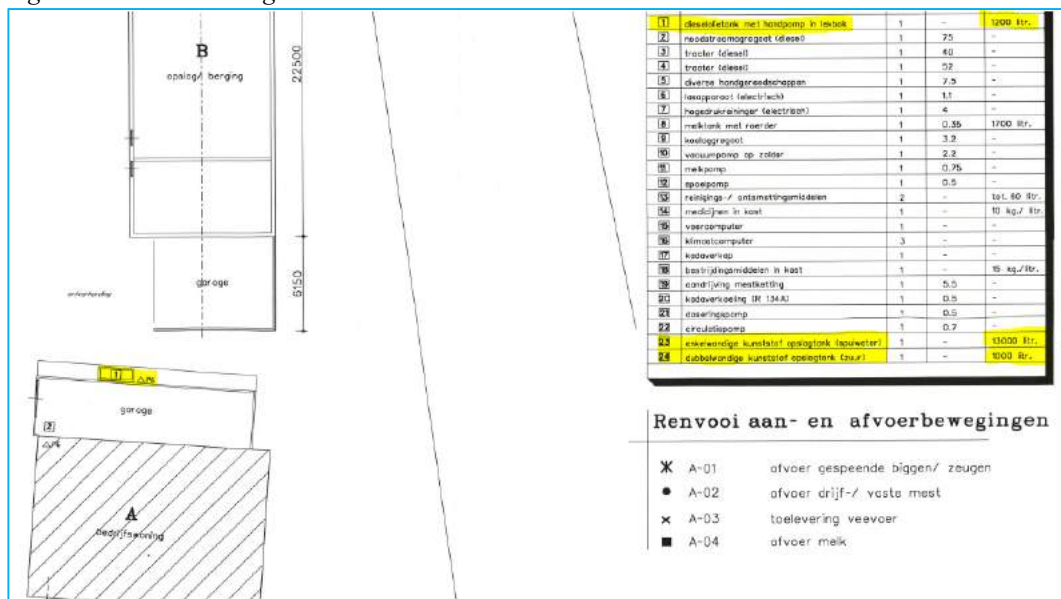 B
opslag/ berging
22500
garage
6150
1
garage
2
A
bedrijfswoning
1 dieselolietank met handpomp in lekbak 1 - 1200 ltr.
2 noodstroomagregaat (diesel) 1 75 -
3 tractor (diesel) 1 40 -
4 tractor (diesel) 1 52 -
5 diverse handgereedschappen 1 7.5 -
6 lasapparaat (electrisch) 1 1.1 -
7 hogedrukreiniger (electrisch) 1 4 -
8 melktank met roerder 1 0.35 1700 ltr.
9 koelaggregaat 1 3.2 -
10 vacuumpomp op zolder 1 2.2 -
11 melkpomp 1 0.75 -
12 spoelpomp 1 0.5 -
13 reinigings-/ ontsmettingsmiddelen 2 - tot. 60 ltr.
14 medicijnen in kast 1 - 10 kg./ ltr.
15 voercomputer 1 - -
16 klimaatcomputer 3 - -
17 kadaverkap 1 - -
18 bestrijdingsmiddelen in kast 1 - 15 kg./ltr.
19 aandrijving mestketting 1 5.5 -
20 kadaverkoeling (R 134A) 1 0.5 -
21 doseringspomp 1 0.5 -
22 circulatiepomp 1 0.7 -
23 enkelwandige kunststof opslagtank (spuiwater) 1 - 13000 ltr.
24 dubbelwandige kunststof opslagtank (zuur) 1 - 1000 ltr.
Renvooi aan- en afvoerbewegingen
A-01 afvoer gespeende biggen/ zeugen
A-02 afvoer drijf-/ vaste mest
A-03 toelevering veevoer
A-04 afvoer melk